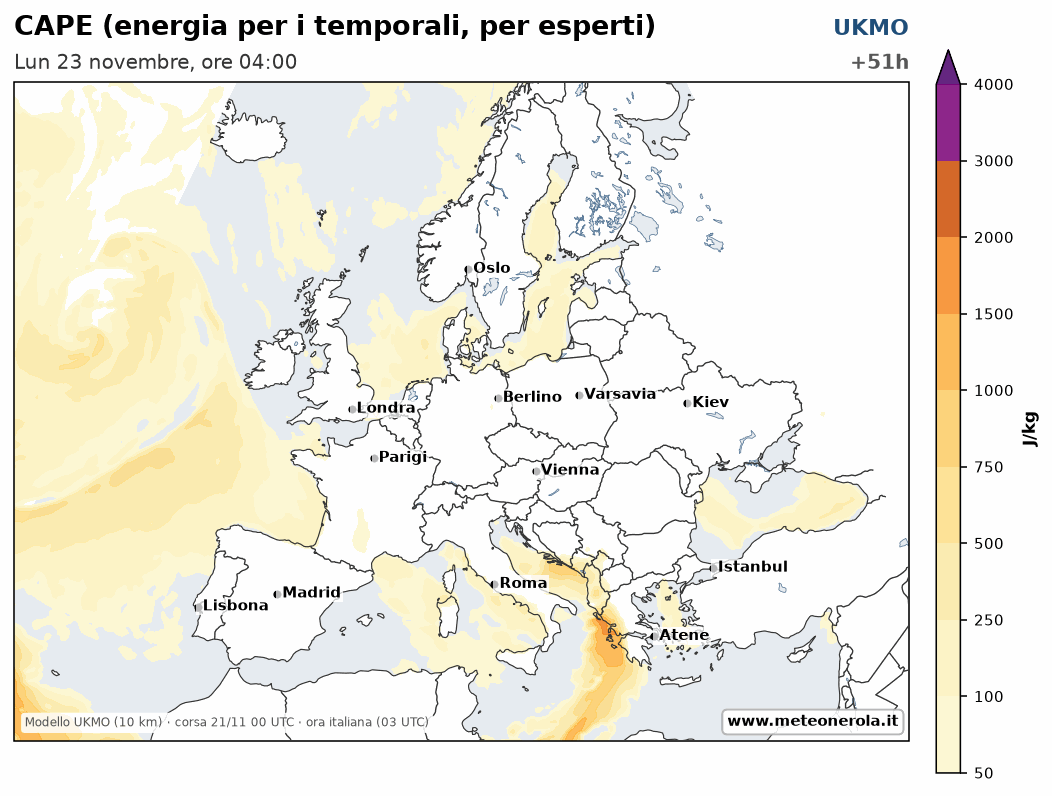 CAPE (energia per i temporali, per esperti)
UKMO
Lun 23 novembre, ore 04:00
+51h
4000
3000
2000
1500
1000
750
500
250
100
50
J/kg
Oslo
Londra
Berlino
Varsavia
Kiev
Parigi
Vienna
Istanbul
Roma
Madrid
Lisbona
Atene
Modello UKMO (10 km) · corsa 21/11 00 UTC · ora italiana (03 UTC)
www.meteonerola.it